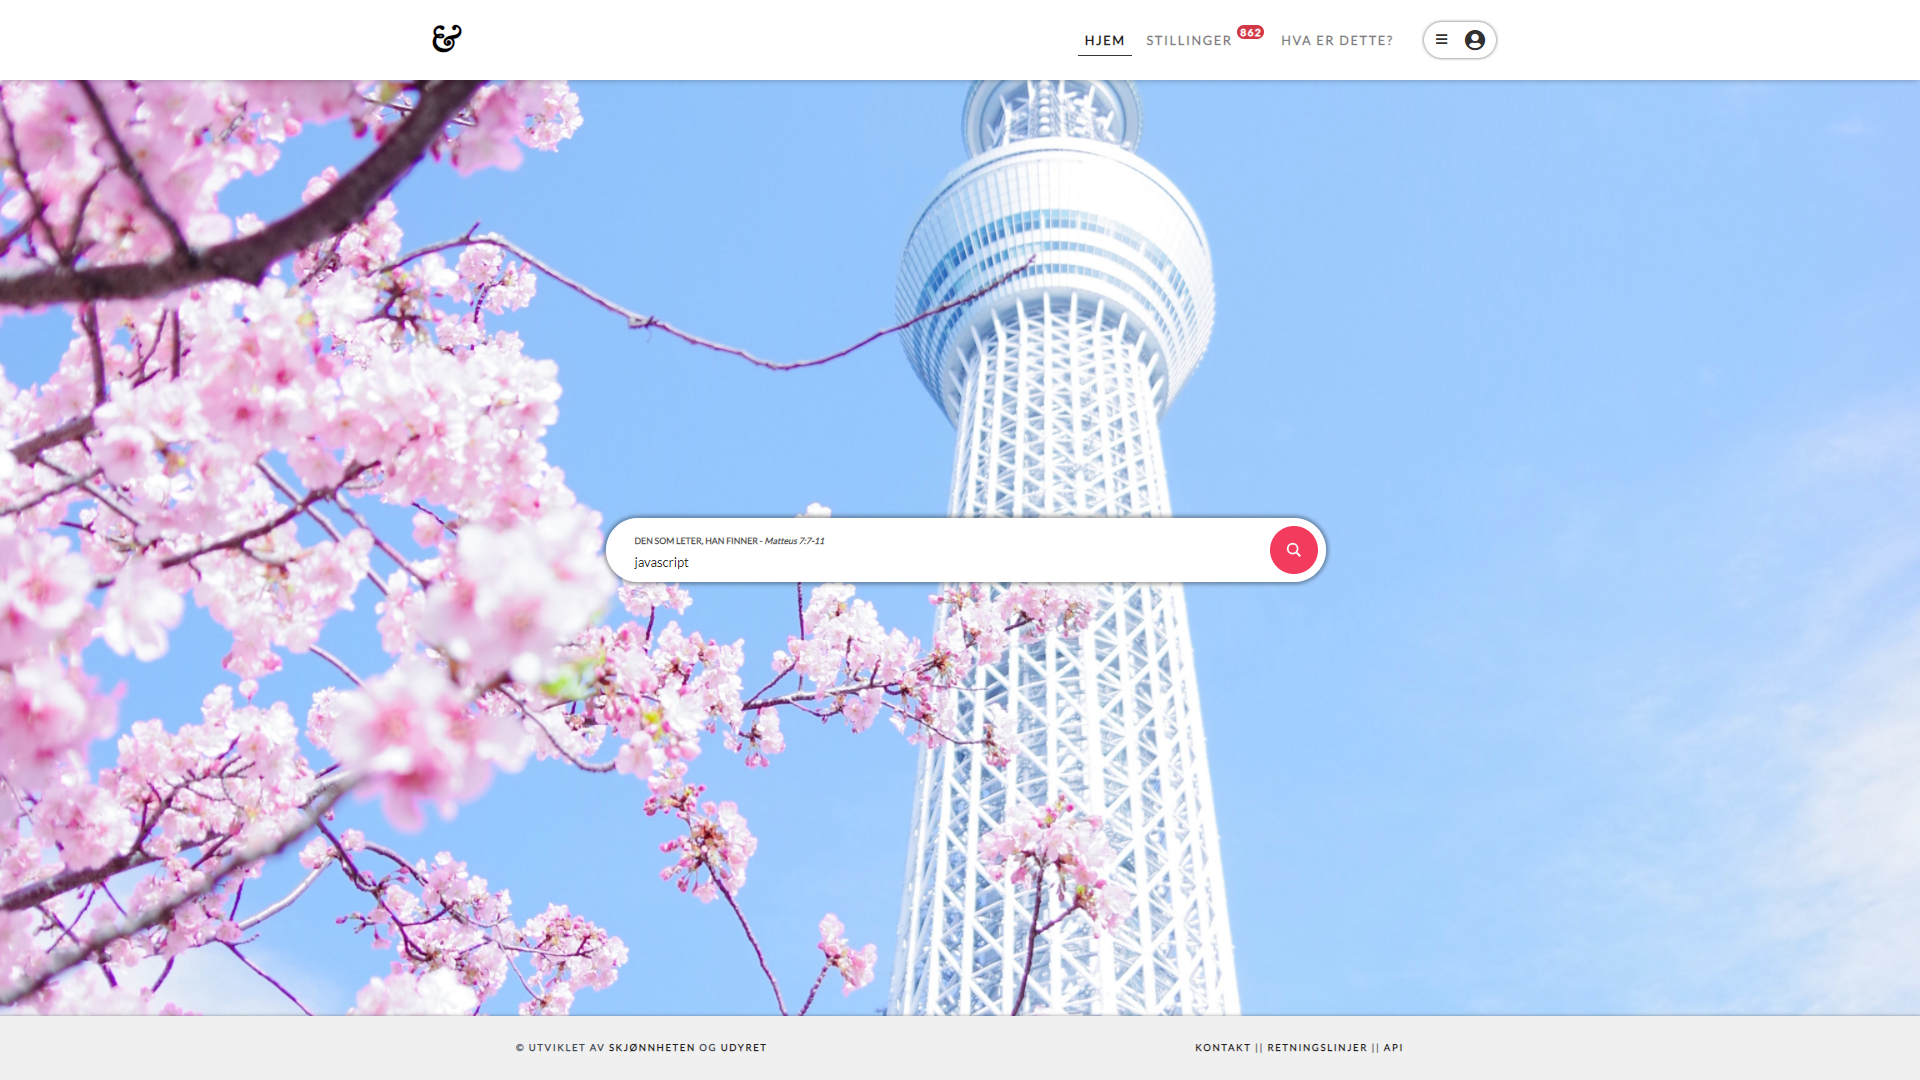 &
HJEM
STILLINGER 862
HVA ER DETTE?
DEN SOM LETER, HAN FINNER - Matteus 7:7-11
javascript
© UTVIKLET AV SKJØNNHETEN OG UDYRET
KONTAKT || RETNINGSLINJER || API